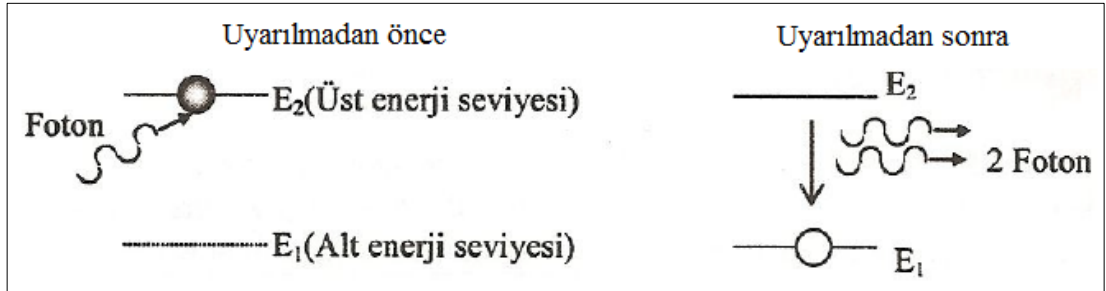 Uyarılmadan önce
Uyarılmadan sonra
E₂(Üst enerji seviyesi)
E₂
Foton
2 Foton
E₁(Alt enerji seviyesi)
E₁